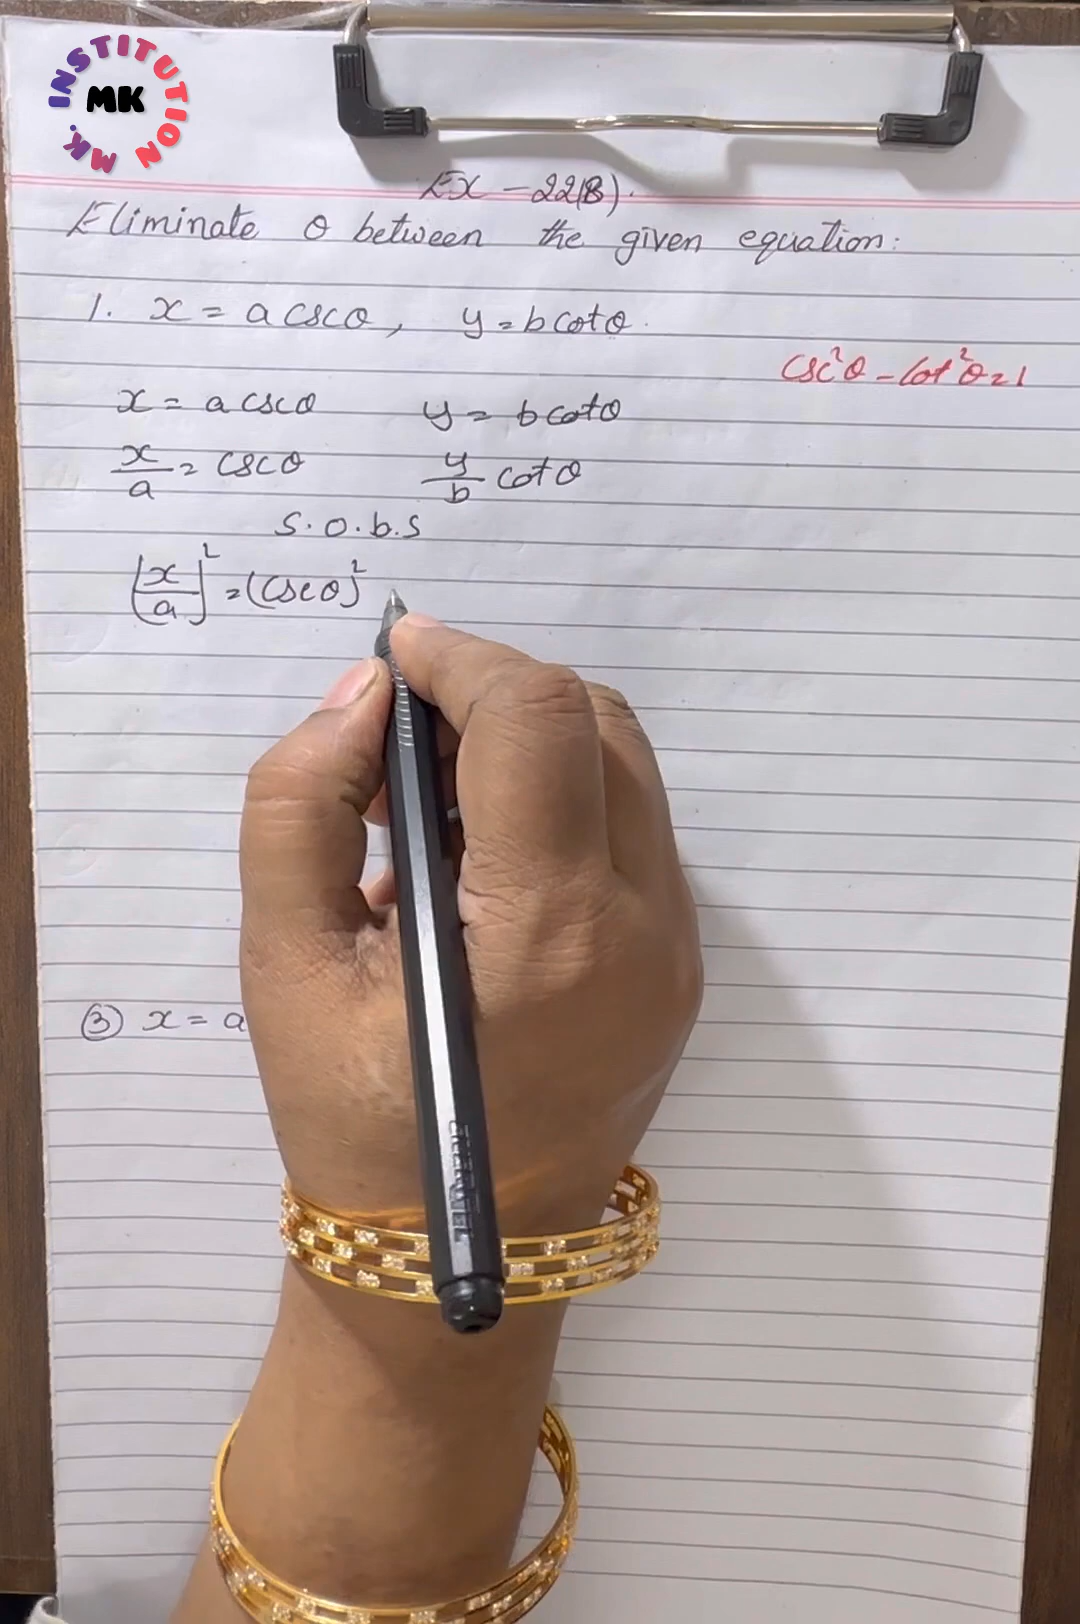 MK. INSTITUTION
MK
Ex - 22(B).
Eliminate θ between the given equation:
1. x = a cscθ, y = b cotθ.
csc²θ - cot²θ = 1
x = a cscθ y = b cotθ
x/a = cscθ y/b cotθ
S.O.b.S
(x/a)² = (cscθ)²
③ x = a